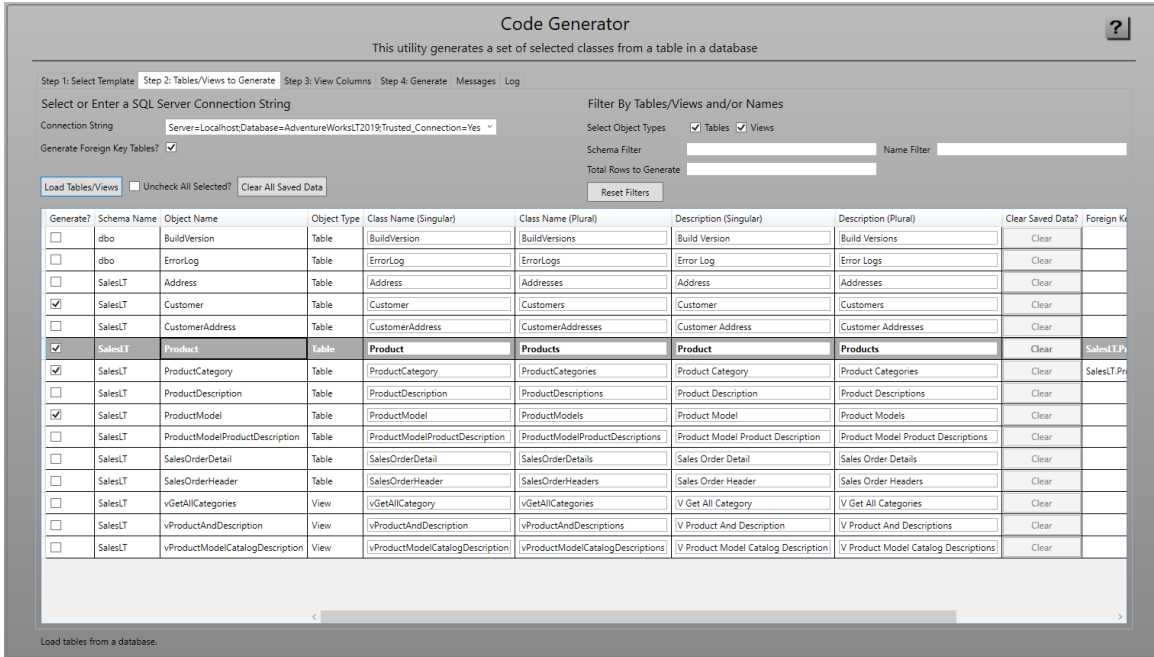 Code Generator
?
This utility generates a set of selected classes from a table in a database
Step 1: Select Template Step 2: Tables/Views to Generate Step 3: View Columns Step 4: Generate Messages Log
Select or Enter a SQL Server Connection String
Filter By Tables/Views and/or Names
Connection String Server=Localhost;Database=AdventureWorksLT2019;Trusted_Connection=Yes
Select Object Types Tables Views
Generate Foreign Key Tables?
Schema Filter Name Filter
Total Rows to Generate
Load Tables/Views Uncheck All Selected? Clear All Saved Data
Reset Filters
Generate? Schema Name Object Name Object Type Class Name (Singular) Class Name (Plural) Description (Singular) Description (Plural) Clear Saved Data? Foreign Ke
dbo BuildVersion Table BuildVersion BuildVersions Build Version Build Versions Clear
dbo ErrorLog Table ErrorLog ErrorLogs Error Log Error Logs Clear
SalesLT Address Table Address Addresses Address Addresses Clear
SalesLT Customer Table Customer Customers Customer Customers Clear
SalesLT CustomerAddress Table CustomerAddress CustomerAddresses Customer Address Customer Addresses Clear
SalesLT Product Table Product Products Product Products Clear SalesLT.Pr
SalesLT ProductCategory Table ProductCategory ProductCategories Product Category Product Categories Clear SalesLT.Pr
SalesLT ProductDescription Table ProductDescription ProductDescriptions Product Description Product Descriptions Clear
SalesLT ProductModel Table ProductModel ProductModels Product Model Product Models Clear
SalesLT ProductModelProductDescription Table ProductModelProductDescription ProductModelProductDescriptions Product Model Product Description Product Model Product Descriptions Clear
SalesLT SalesOrderDetail Table SalesOrderDetail SalesOrderDetails Sales Order Detail Sales Order Details Clear
SalesLT SalesOrderHeader Table SalesOrderHeader SalesOrderHeaders Sales Order Header Sales Order Headers Clear
SalesLT vGetAllCategories View vGetAllCategory vGetAllCategories V Get All Category V Get All Categories Clear
SalesLT vProductAndDescription View vProductAndDescription vProductAndDescriptions V Product And Description V Product And Descriptions Clear
SalesLT vProductModelCatalogDescription View vProductModelCatalogDescription vProductModelCatalogDescriptions V Product Model Catalog Description V Product Model Catalog Descriptions Clear
Load tables from a database.